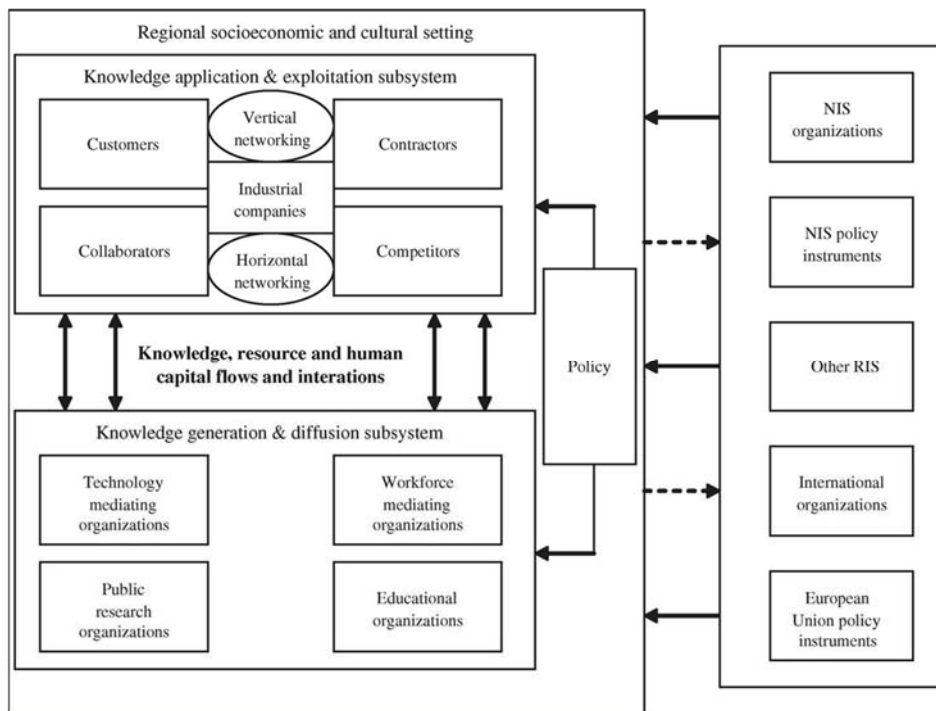 Regional socioeconomic and cultural setting
Knowledge application & exploitation subsystem
Customers
Vertical
networking
Contractors
Industrial
companies
Collaborators
Horizontal
networking
Competitors
Knowledge, resource and human
capital flows and interations
Policy
Knowledge generation & diffusion subsystem
Technology
mediating
organizations
Workforce
mediating
organizations
Public
research
organizations
Educational
organizations
NIS
organizations
NIS policy
instruments
Other RIS
International
organizations
European
Union policy
instruments